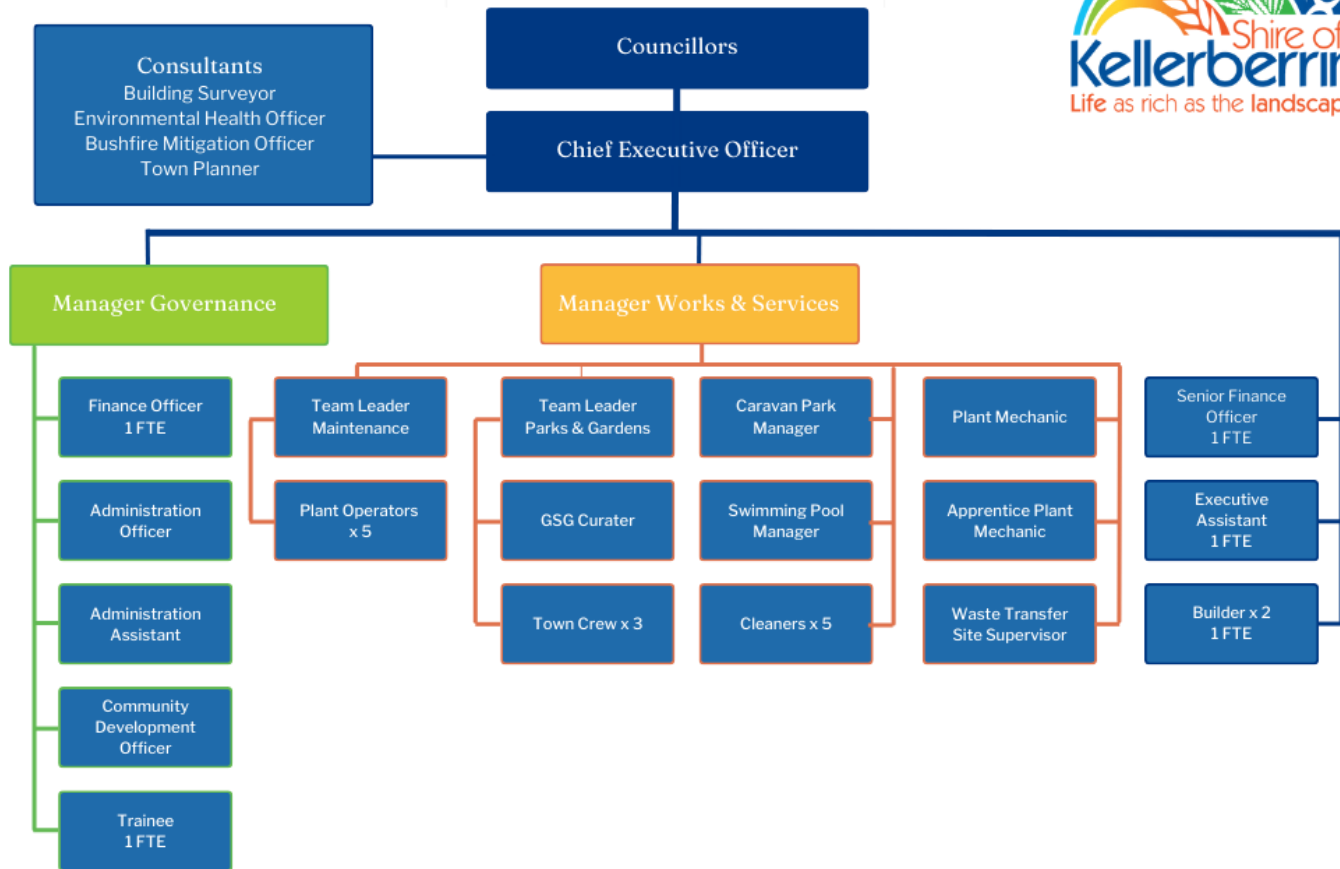 Consultants
Building Surveyor
Environmental Health Officer
Bushfire Mitigation Officer
Town Planner
Councillors
Chief Executive Officer
Shire of
Kellerberrin
Life as rich as the landscap
Manager Governance
Manager Works & Services
Finance Officer
1 FTE
Administration
Officer
Administration
Assistant
Community
Development
Officer
Trainee
1 FTE
Team Leader
Maintenance
Plant Operators
x 5
Team Leader
Parks & Gardens
GSG Curater
Town Crew x 3
Caravan Park
Manager
Swimming Pool
Manager
Cleaners x 5
Plant Mechanic
Apprentice Plant
Mechanic
Waste Transfer
Site Supervisor
Senior Finance
Officer
1 FTE
Executive
Assistant
1 FTE
Builder x 2
1 FTE